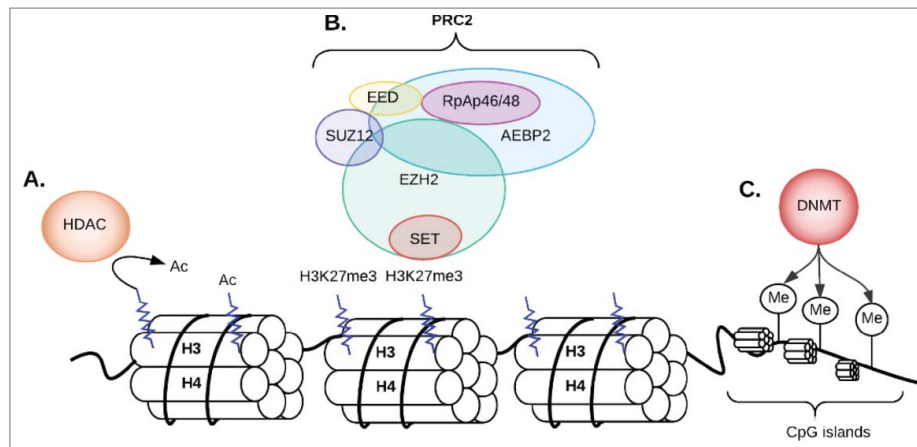 B.
PRC2
EED
RpAp46/48
SUZ12
AEBP2
EZH2
SET
A.
HDAC
Ac
Ac
H3K27me3 H3K27me3
C.
DNMT
Me
Me
Me
H3
H4
H3
H4
H3
H4
CpG islands